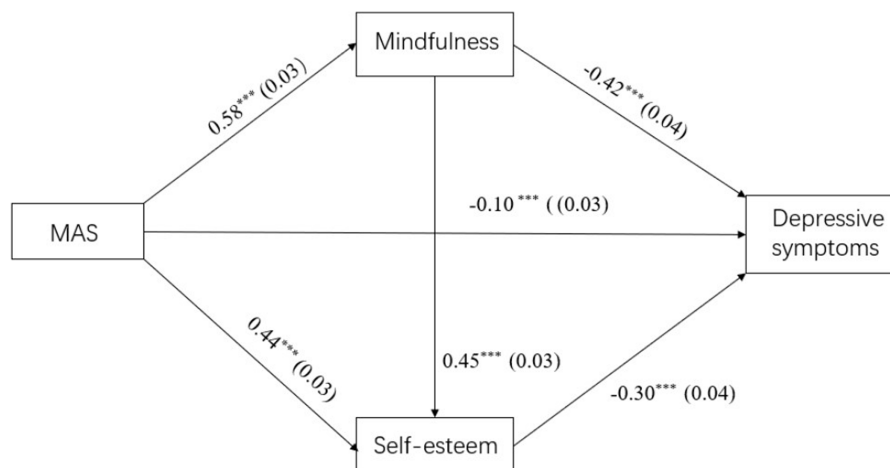 Mindfulness
0.58*** (0.03)
-0.42***(0.04)
-0.10 *** ((0.03)
MAS
Depressive
symptoms
0.44***(0.03)
0.45*** (0.03)
-0.30*** (0.04)
Self-esteem